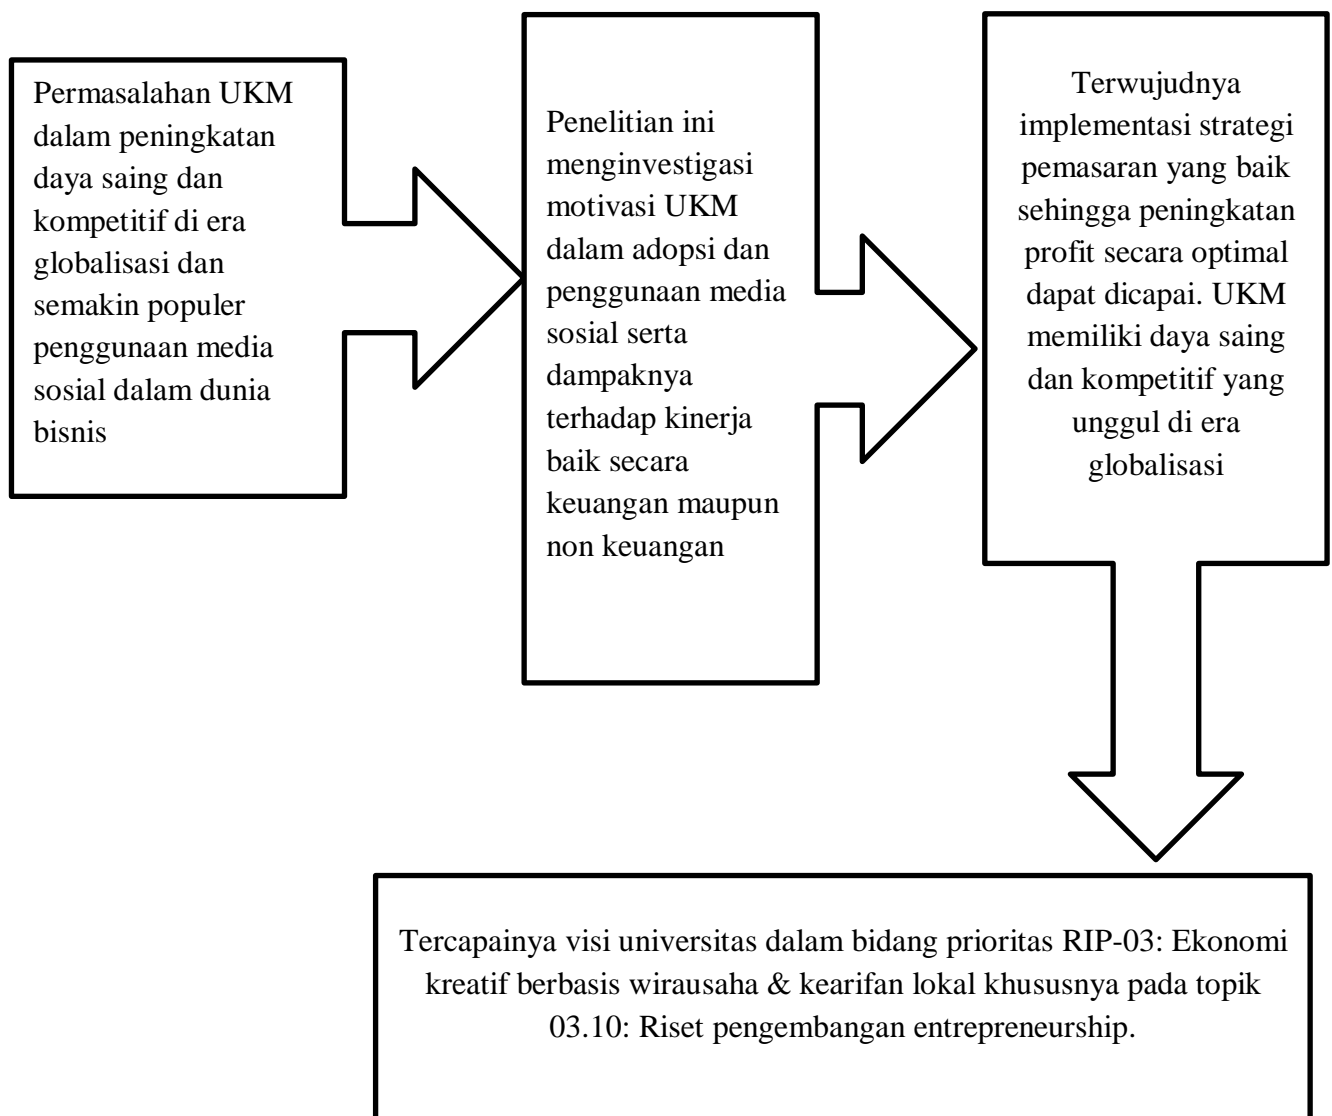 Permasalahan UKM
dalam peningkatan
daya saing dan
kompetitif di era
globalisasi dan
semakin populer
penggunaan media
sosial dalam dunia
bisnis
Penelitian ini
menginvestigasi
motivasi UKM
dalam adopsi dan
penggunaan media
sosial serta
dampaknya
terhadap kinerja
baik secara
keuangan maupun
non keuangan
Terwujudnya
implementasi strategi
pemasaran yang baik
sehingga peningkatan
profit secara optimal
dapat dicapai. UKM
memiliki daya saing
dan kompetitif yang
unggul di era
globalisasi
Tercapainya visi universitas dalam bidang prioritas RIP-03: Ekonomi
kreatif berbasis wirausaha & kearifan lokal khususnya pada topik
03.10: Riset pengembangan entrepreneurship.